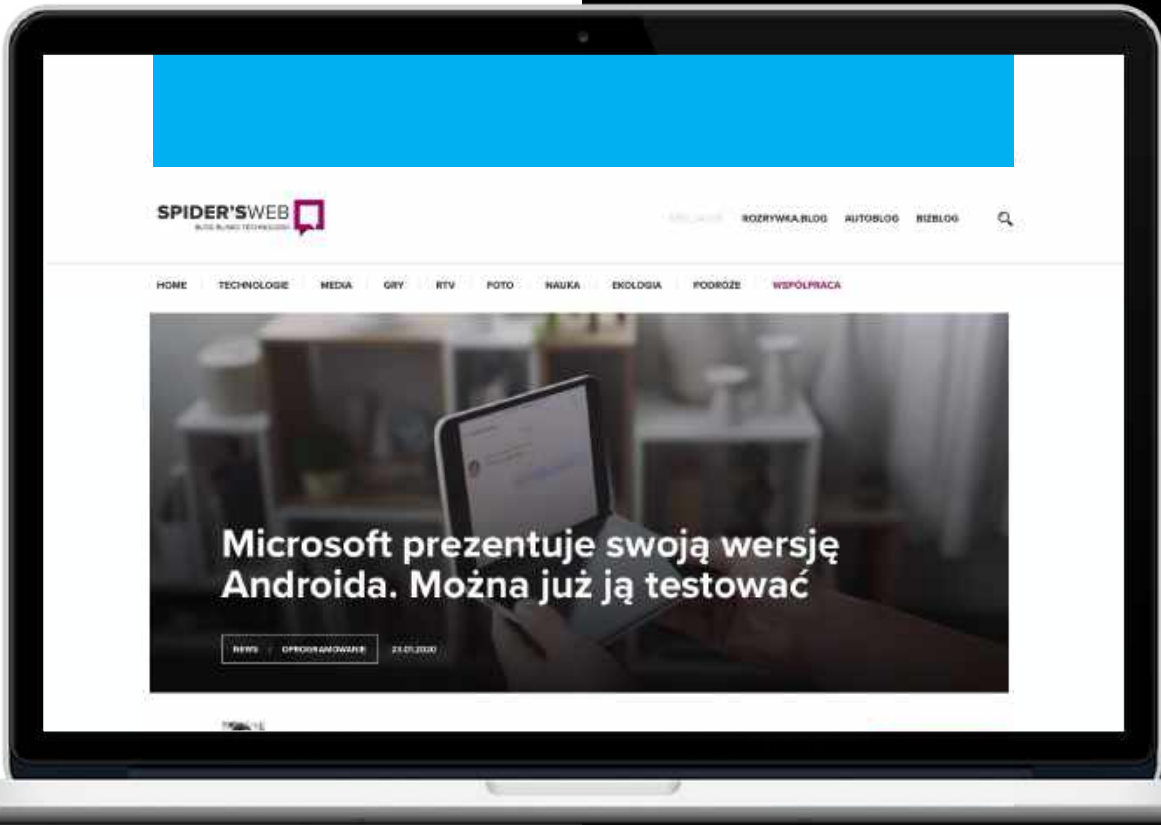 SPIDER'SWEB
ROZRYWKA.BLOG AUTOBLOG BIZBLOG
HOME TECHNOLOGIE MEDIA GRY RTV FOTO NAUKA EKOLOGIA PODRÓŻE WSPÓŁPRACA
Microsoft prezentuje swoją wersję
Androida. Można już ją testować
NEWS / OPROGRAMOWANIE 23.01.2020